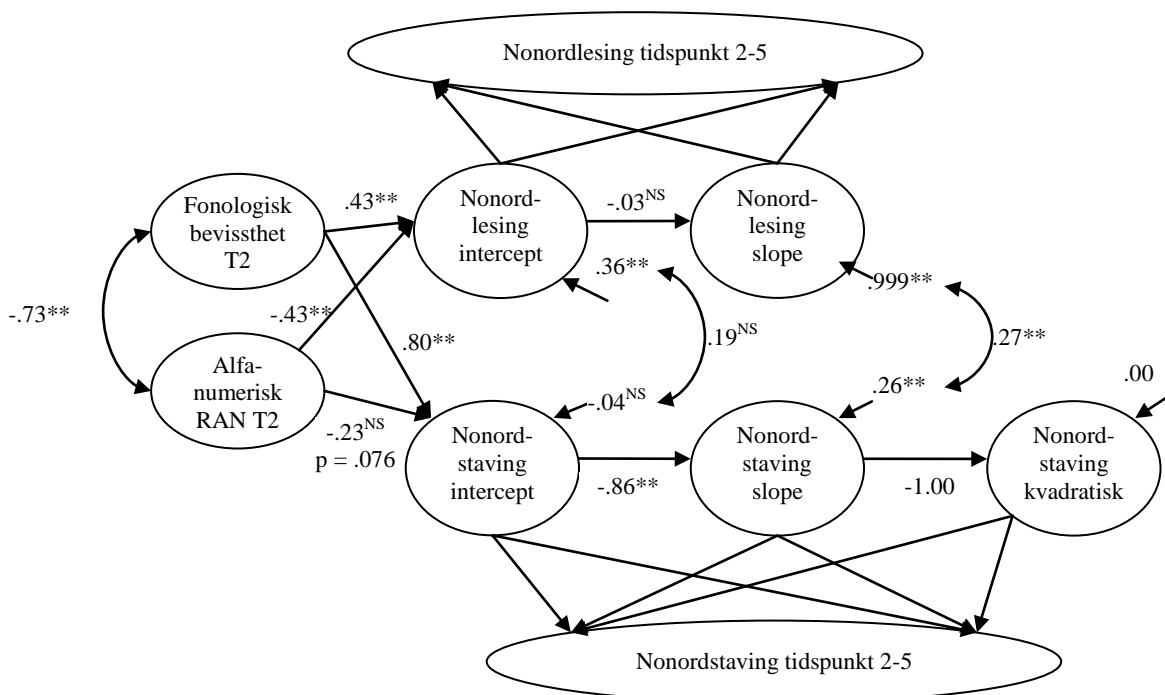 Nonordlesing tidspunkt 2-5
Fonologisk
bevissthet
T2
.43**
Nonord-
lesing
intercept
-.03NS
Nonord-
lesing
slope
.36**
.999**
-.73**
-.43**
.80**
.19NS
.27**
Alfa-
numerisk
RAN T2
-.23NS
p = .076
-.04NS
.26**
.00
Nonord-
staving
intercept
-.86**
Nonord-
staving
slope
-1.00
Nonord-
staving
kvadratisk
Nonordstaving tidspunkt 2-5